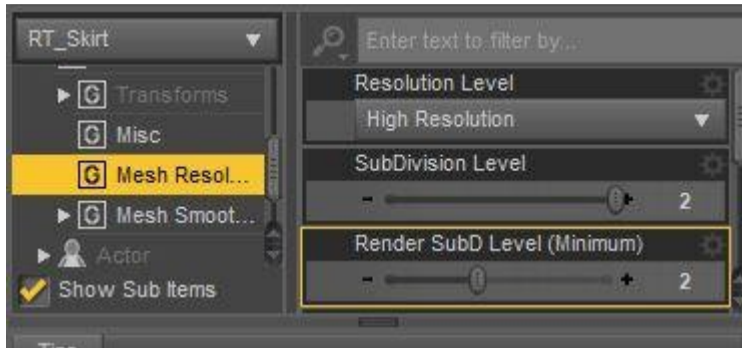 RT_Skirt
Transforms
Misc
Mesh Resol...
Mesh Smoot...
Actor
Show Sub Items
Enter text to filter by...
Resolution Level
High Resolution
SubDivision Level
- + 2
Render SubD Level (Minimum)
- + 2